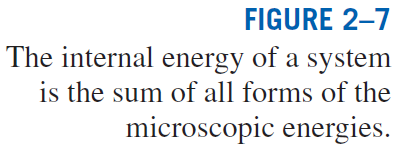 FIGURE 2–7
The internal energy of a system
is the sum of all forms of the
microscopic energies.